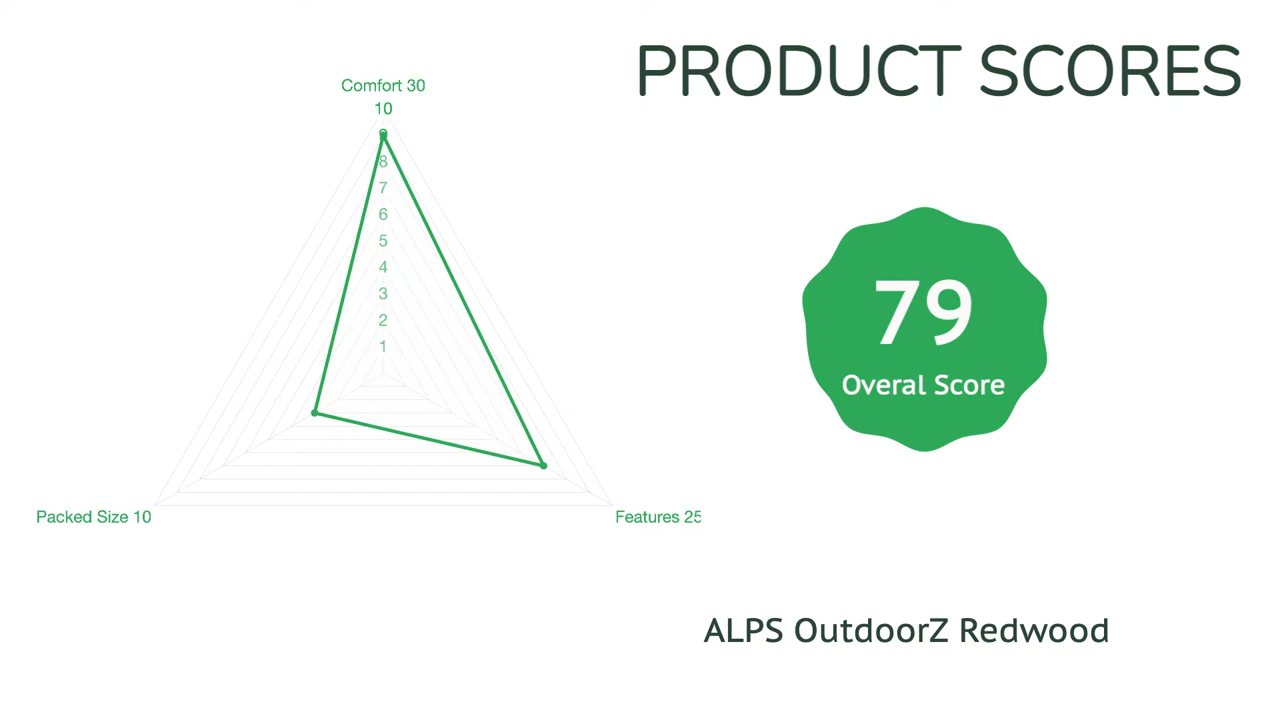 PRODUCT SCORES
Comfort 30
10
9
8
7
6
5
4
3
2
1
Packed Size 10
Features 25
79
Overal Score
ALPS OutdoorZ Redwood